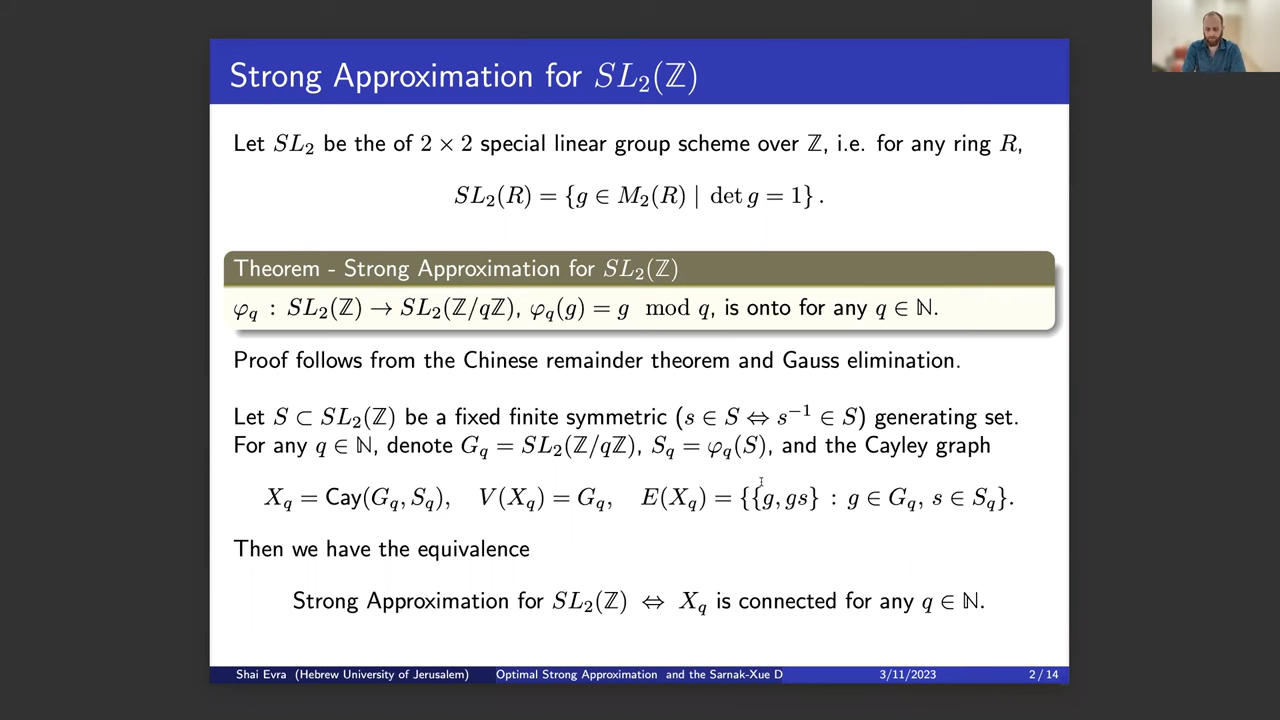 Strong Approximation for SL₂(ℤ)
Let SL₂ be the of 2 × 2 special linear group scheme over ℤ, i.e. for any ring R,
SL₂(R) = {g ∈ M₂(R) | det g = 1} .
Theorem - Strong Approximation for SL₂(ℤ)
φ_q : SL₂(ℤ) → SL₂(ℤ/qℤ), φ_q(g) = g mod q, is onto for any q ∈ ℕ.
Proof follows from the Chinese remainder theorem and Gauss elimination.
Let S ⊂ SL₂(ℤ) be a fixed finite symmetric (s ∈ S ⇔ s⁻¹ ∈ S) generating set.
For any q ∈ ℕ, denote G_q = SL₂(ℤ/qℤ), S_q = φ_q(S), and the Cayley graph
X_q = Cay(G_q, S_q), V(X_q) = G_q, E(X_q) = {{g, gs} : g ∈ G_q, s ∈ S_q}.
Then we have the equivalence
Strong Approximation for SL₂(ℤ) ⇔ X_q is connected for any q ∈ ℕ.
Shai Evra (Hebrew University of Jerusalem) Optimal Strong Approximation and the Sarnak-Xue D 3/11/2023 2 / 14